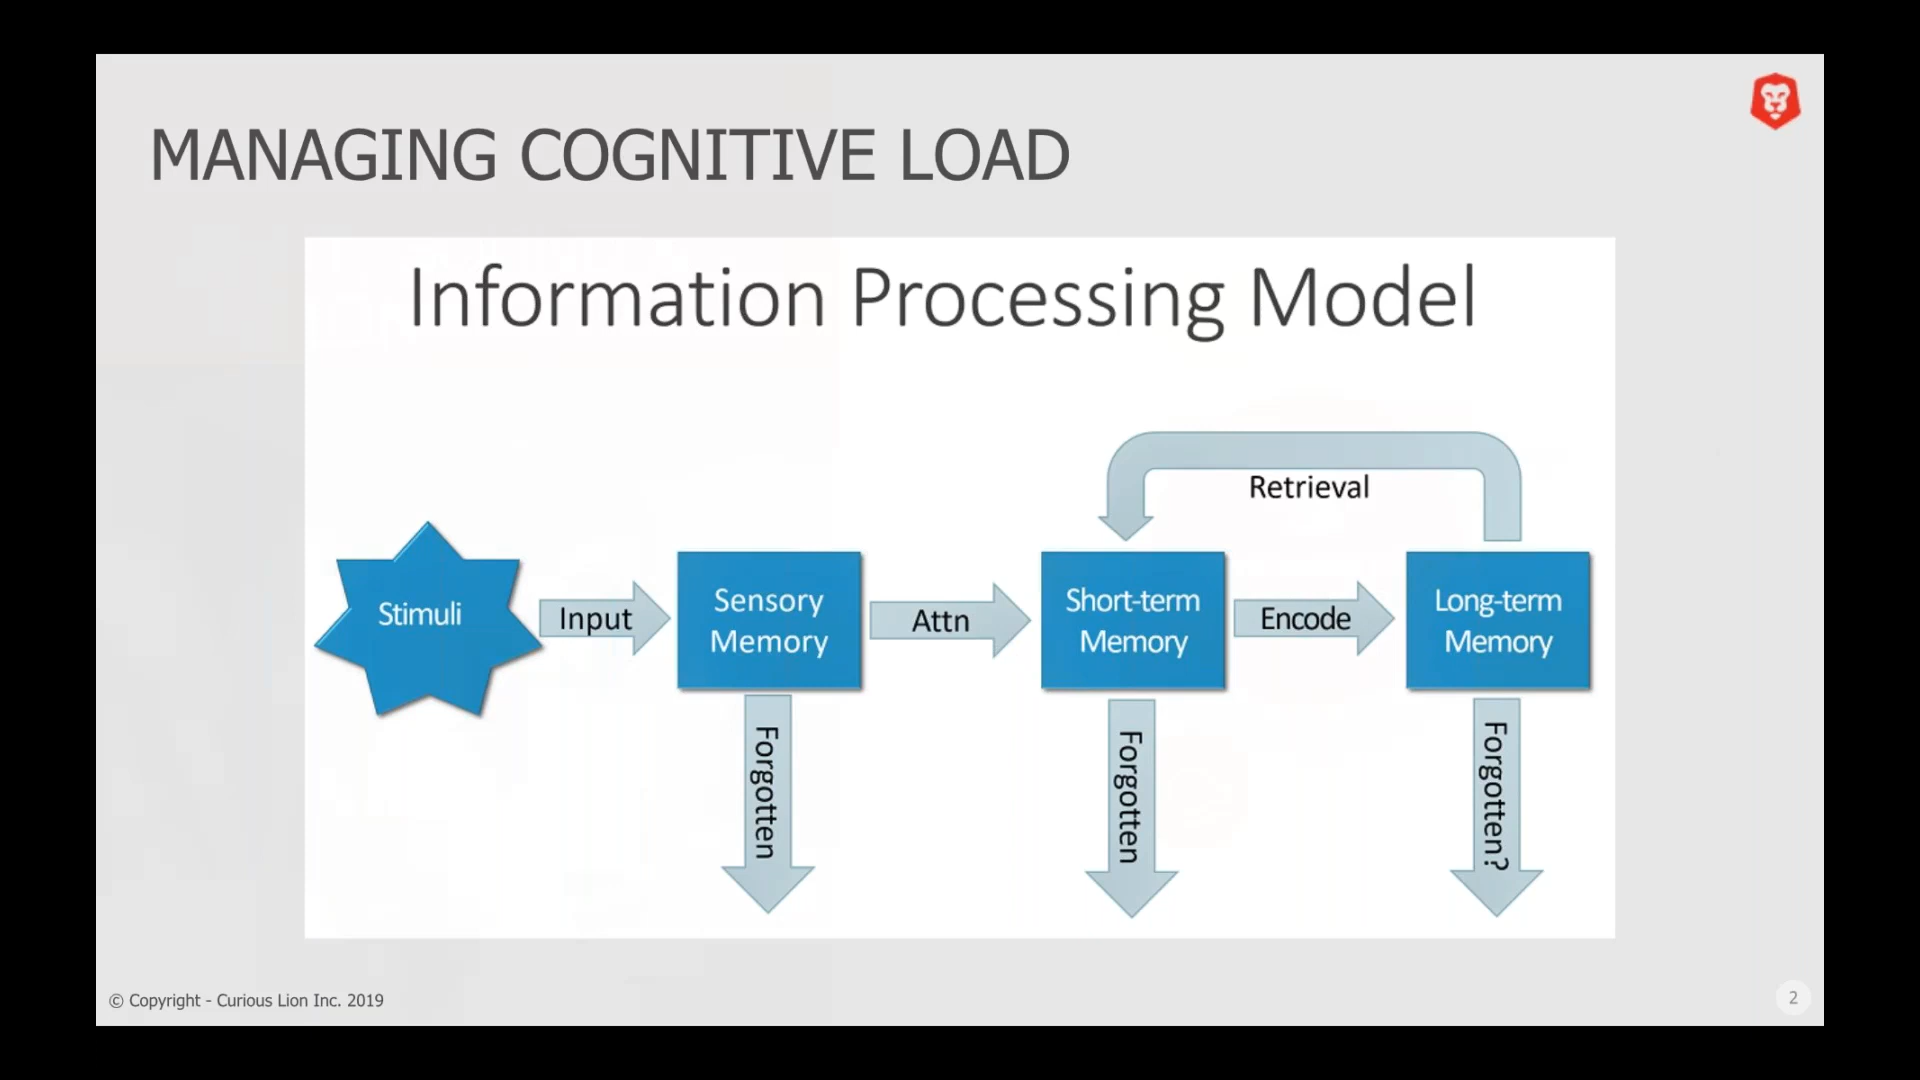 MANAGING COGNITIVE LOAD
Information Processing Model
Retrieval
Stimuli
Input
Sensory
Memory
Attn
Short-term
Memory
Encode
Long-term
Memory
Forgotten
Forgotten
Forgotten?
© Copyright - Curious Lion Inc. 2019
2